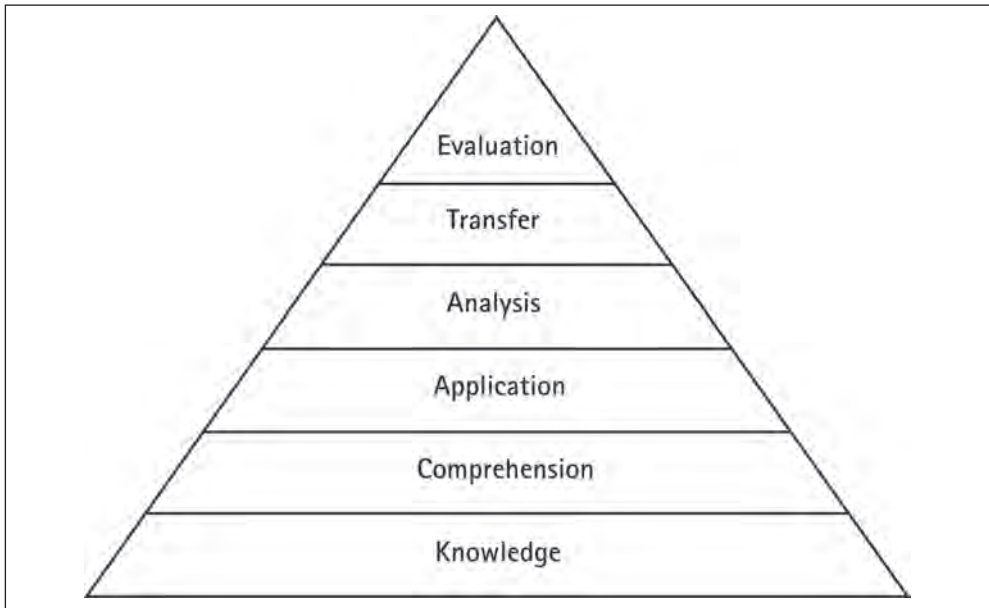 Evaluation
Transfer
Analysis
Application
Comprehension
Knowledge